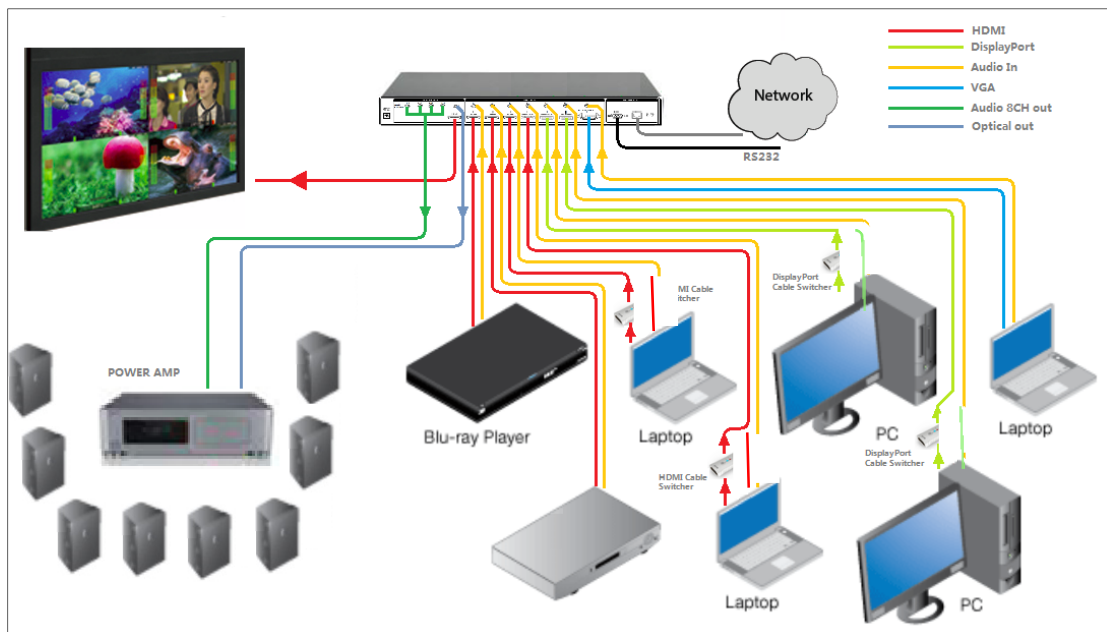 HDMI
DisplayPort
Audio In
VGA
Audio 8CH out
Optical out
Network
RS232
DisplayPort
Cable Switcher
MI Cable
itcher
POWER AMP
Blu-ray Player
Laptop
PC
Laptop
DisplayPort
Cable Switcher
HDMI Cable
Switcher
Laptop
PC